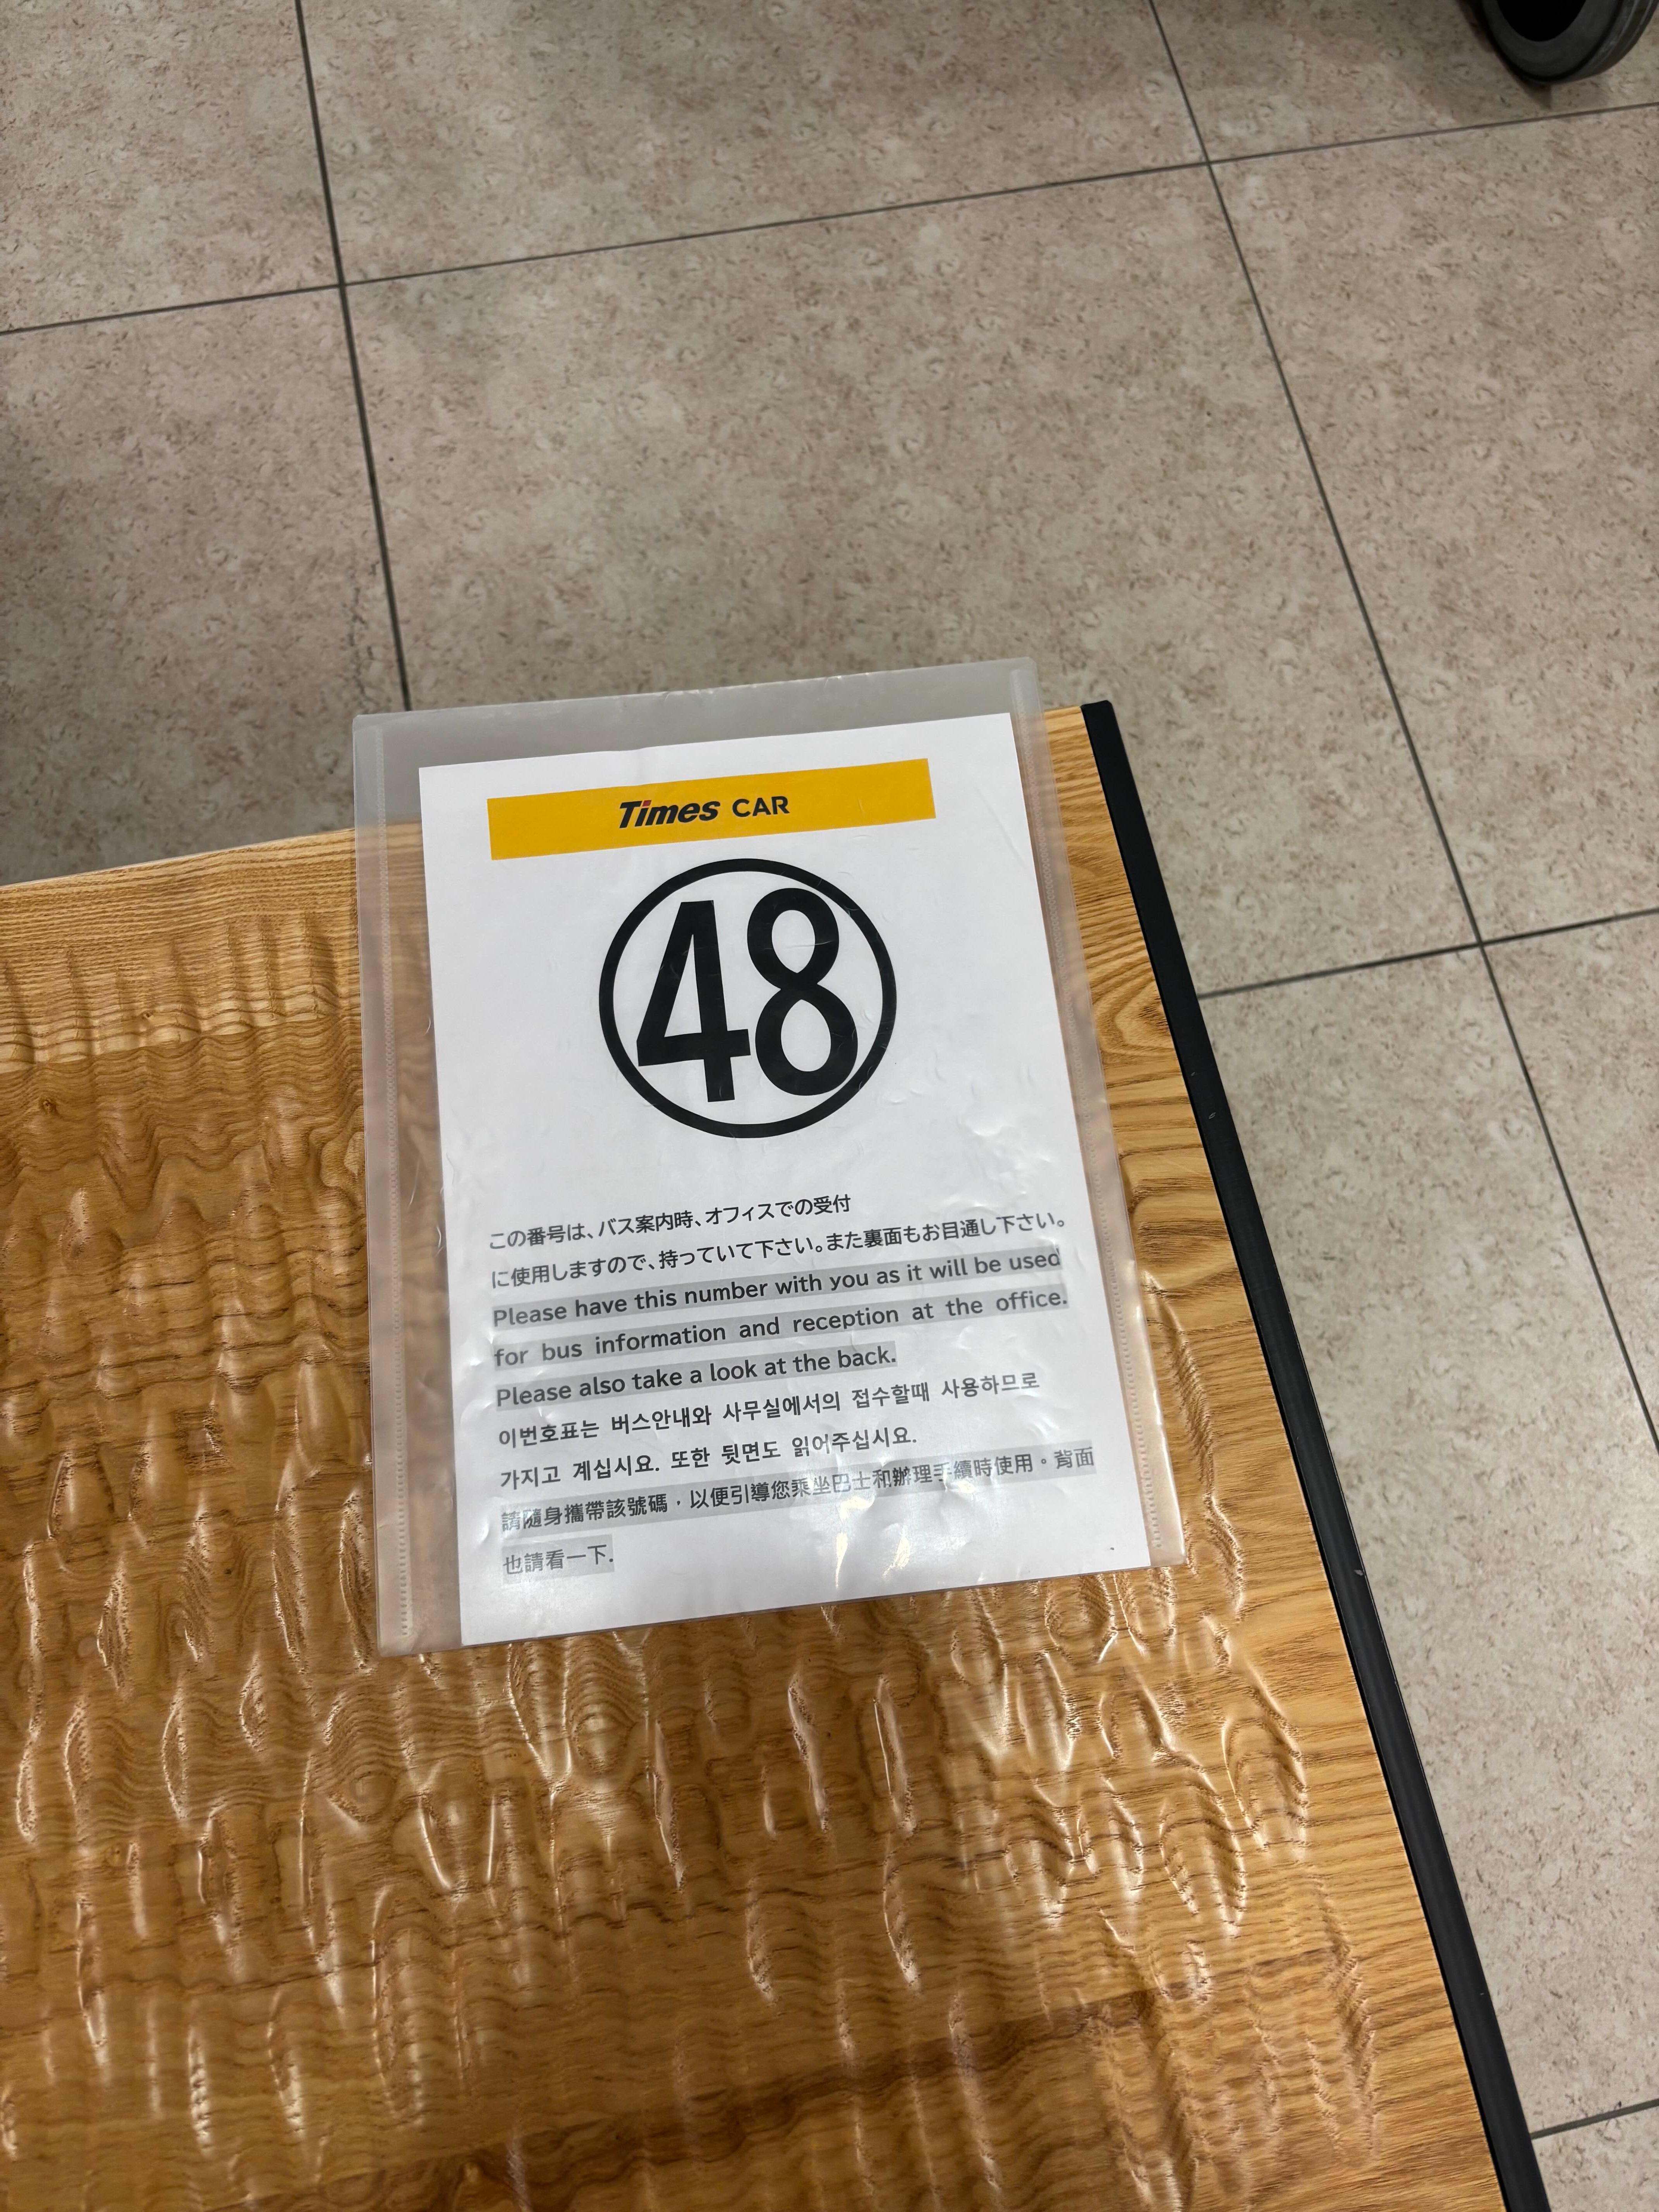 Times CAR
48
この番号は、バス案内時、オフィスでの受付
に使用しますので、持っていて下さい。また裏面もお目通し下さい。
Please have this number with you as it will be used
for bus information and reception at the office.
Please also take a look at the back.
이번호표는 버스안내와 사무실에서의 접수할때 사용하므로
가지고 계십시요. 또한 뒷면도 읽어주십시요.
請隨身攜帶該號碼，以便引導您乘坐巴士和辦理手續時使用。背面
也請看一下.